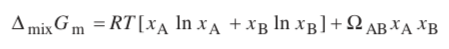 Δ_mix G_m = RT[x_A ln x_A + x_B ln x_B] + Ω_AB x_A x_B